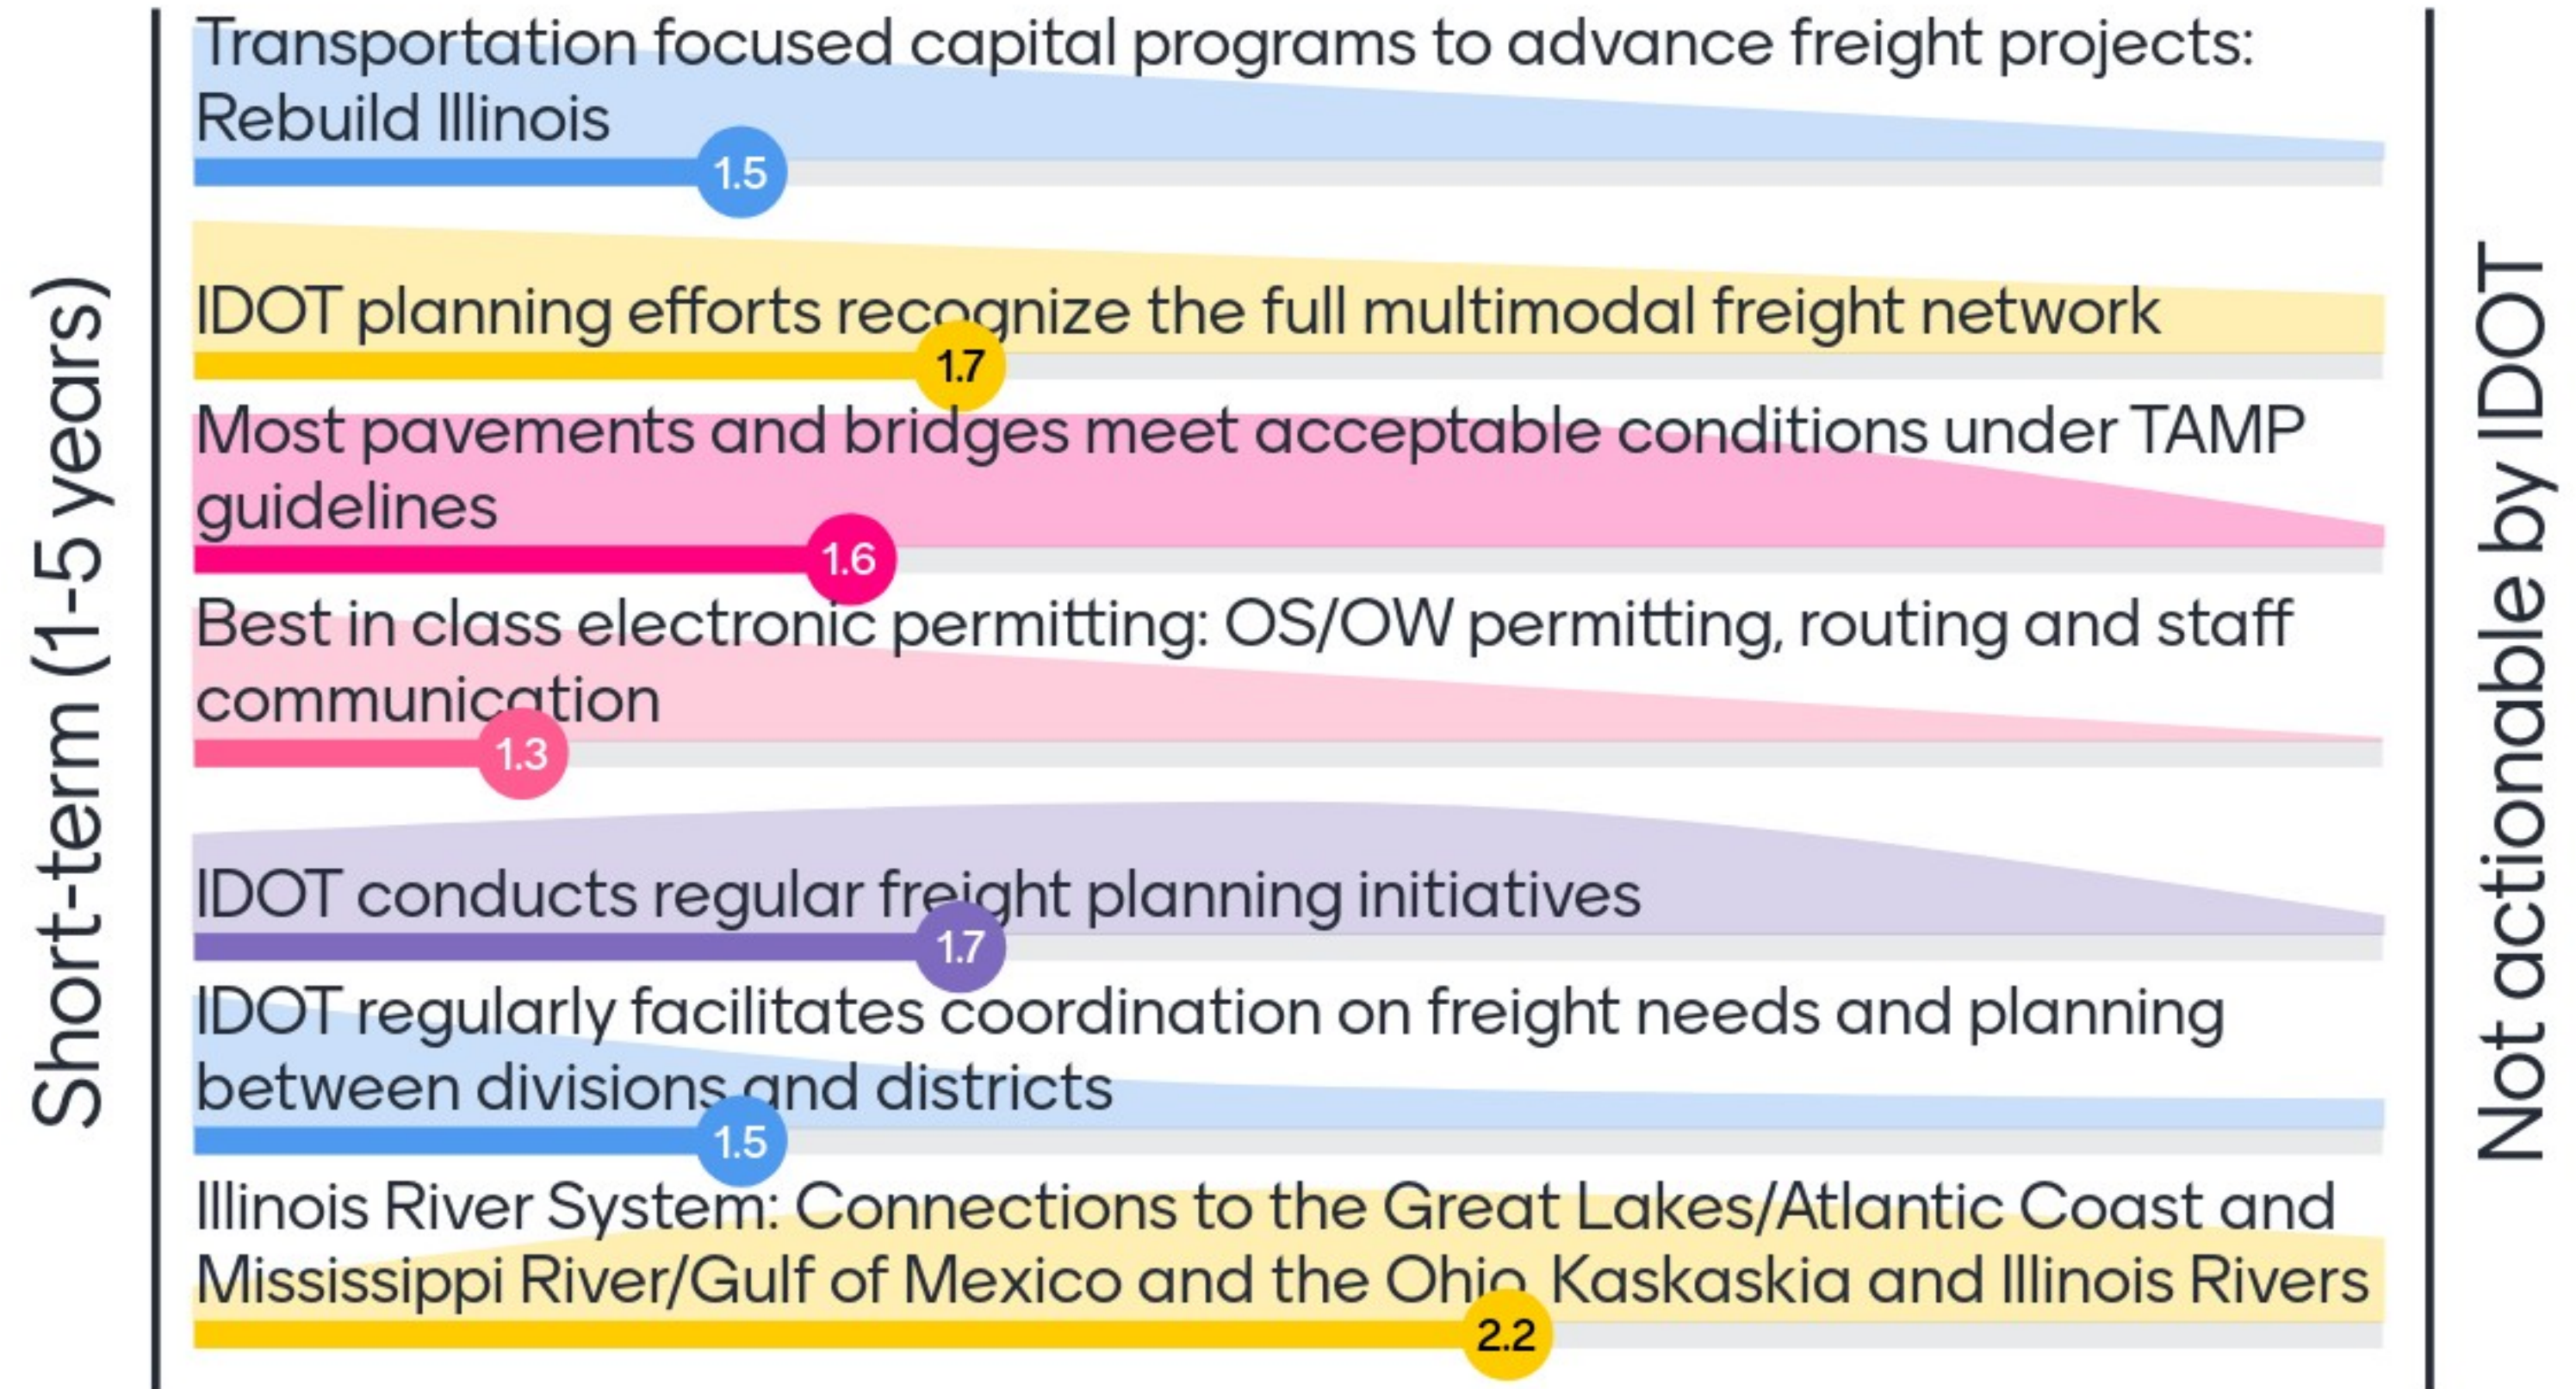 Short-term (1-5 years)
Transportation focused capital programs to advance freight projects:
Rebuild Illinois
1.5
IDOT planning efforts recognize the full multimodal freight network
1.7
Most pavements and bridges meet acceptable conditions under TAMP
guidelines
1.6
Best in class electronic permitting: OS/OW permitting, routing and staff
communication
1.3
IDOT conducts regular freight planning initiatives
1.7
IDOT regularly facilitates coordination on freight needs and planning
between divisions and districts
1.5
Illinois River System: Connections to the Great Lakes/Atlantic Coast and
Mississippi River/Gulf of Mexico and the Ohio, Kaskaskia and Illinois Rivers
2.2
Not actionable by IDOT